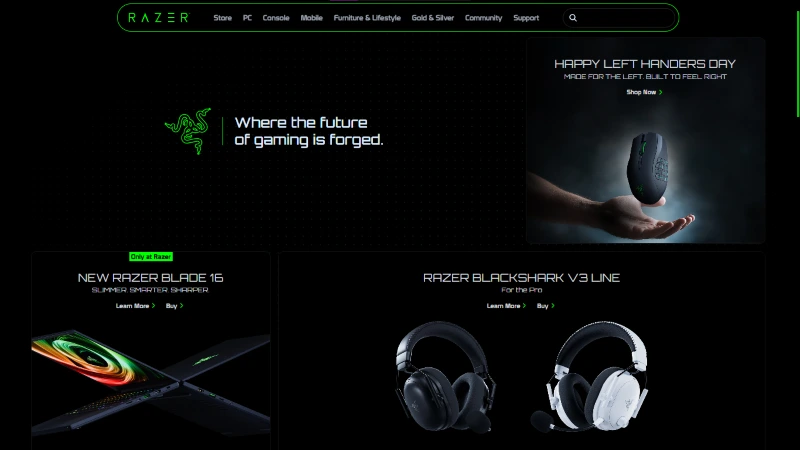 RAZER
Store PC Console Mobile Furniture & Lifestyle Gold & Silver Community Support
Where the future
of gaming is forged.
HAPPY LEFT HANDERS DAY
MADE FOR THE LEFT. BUILT TO FEEL RIGHT
Shop Now
Only at Razer
NEW RAZER BLADE 16
SLIMMER. SMARTER. SHARPER.
Learn More Buy
RAZER BLACKSHARK V3 LINE
For the Pro
Learn More Buy